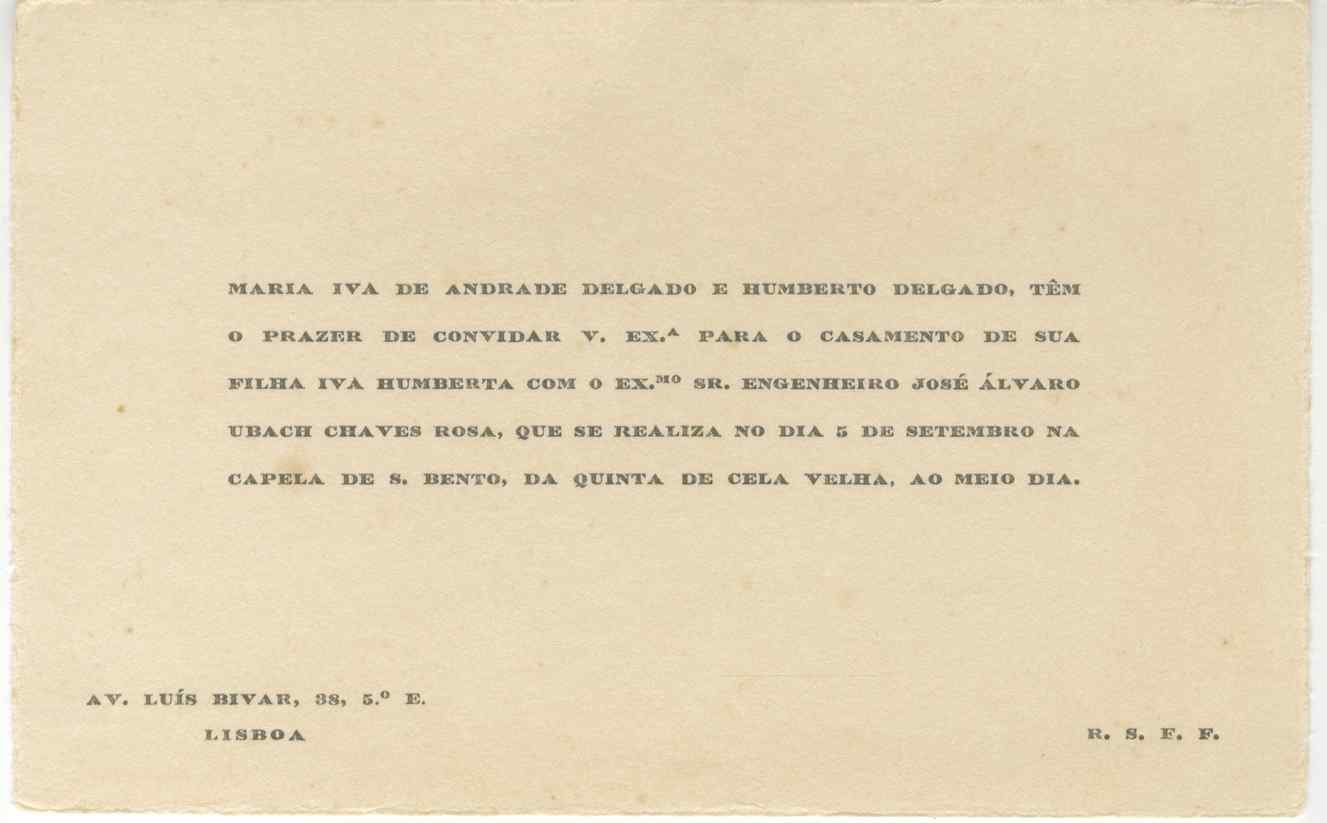 MARIA IVA DE ANDRADE DELGADO E HUMBERTO DELGADO, TÊM
O PRAZER DE CONVIDAR V. EX.ᴬ PARA O CASAMENTO DE SUA
FILHA IVA HUMBERTA COM O EX.ᴹᴼ SR. ENGENHEIRO JOSÉ ÁLVARO
UBACH CHAVES ROSA, QUE SE REALIZA NO DIA 5 DE SETEMBRO NA
CAPELA DE S. BENTO, DA QUINTA DE CELA VELHA, AO MEIO DIA.
AV. LUÍS BIVAR, 38, 5.º E.
LISBOA
R. S. F. F.